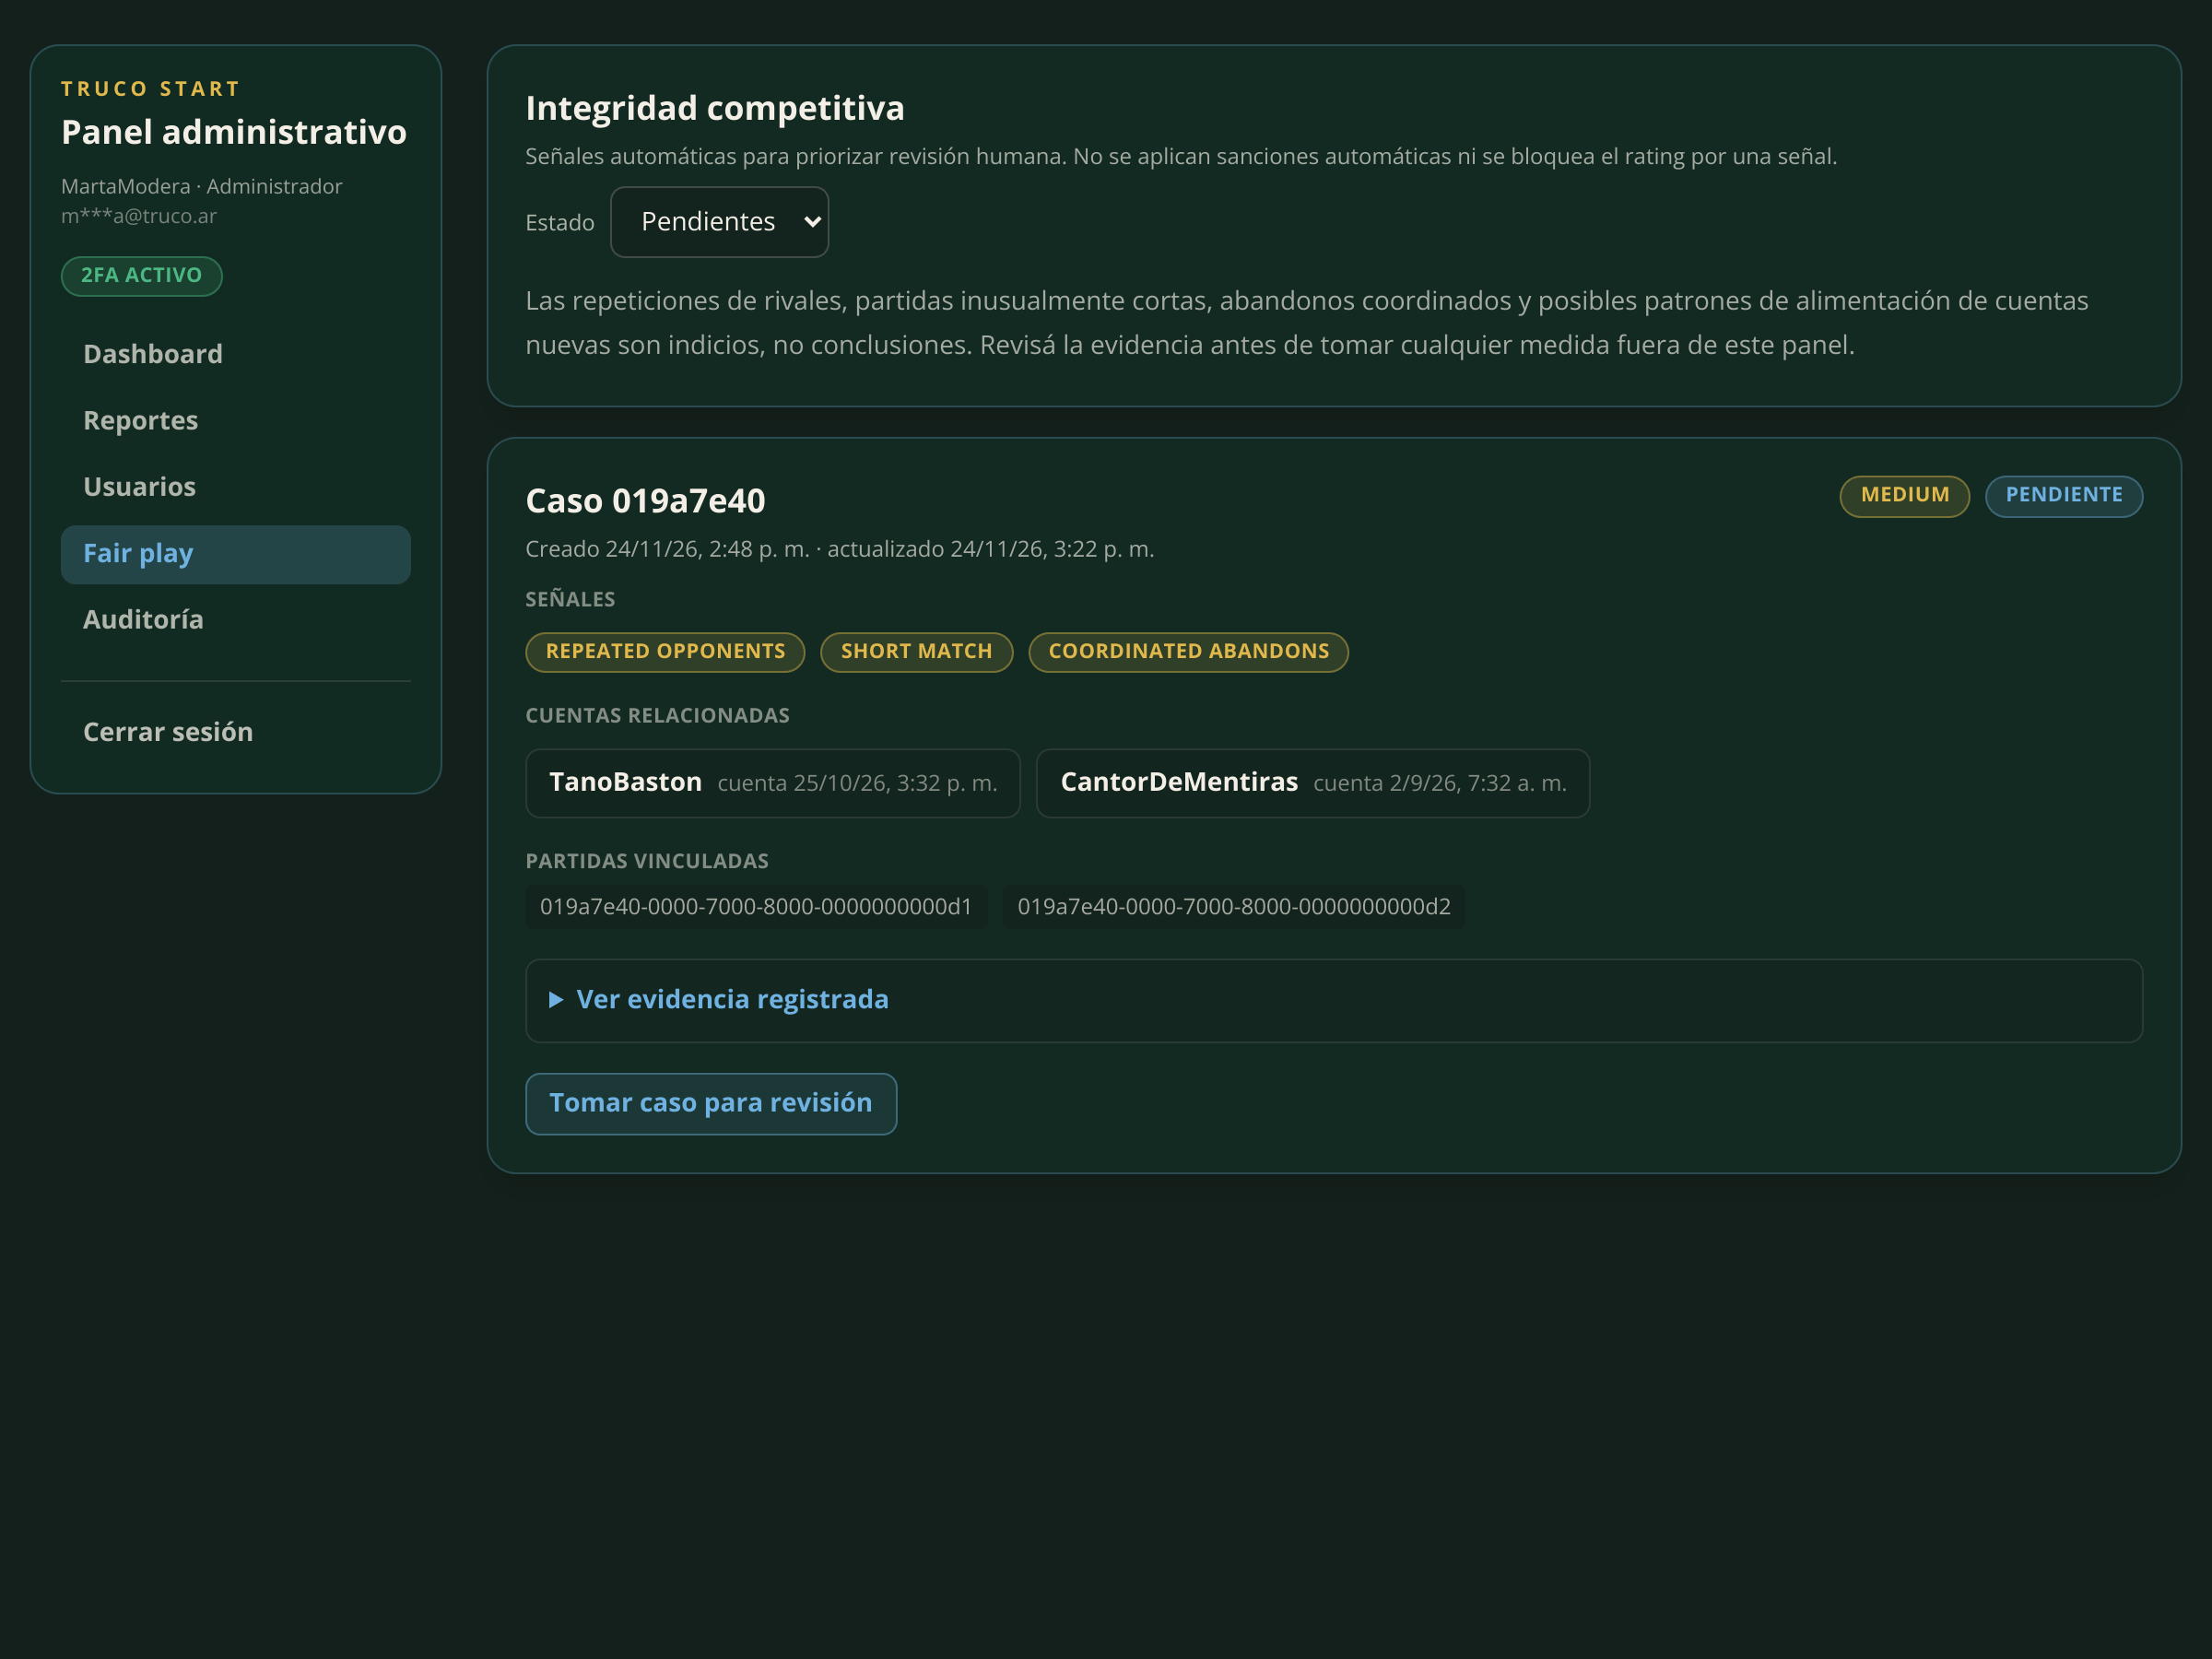 TRUCO START
Panel administrativo
MartaModera · Administrador
m***a@truco.ar
2FA ACTIVO
Dashboard
Reportes
Usuarios
Fair play
Auditoría
Cerrar sesión
Integridad competitiva
Señales automáticas para priorizar revisión humana. No se aplican sanciones automáticas ni se bloquea el rating por una señal.
Estado Pendientes
Las repeticiones de rivales, partidas inusualmente cortas, abandonos coordinados y posibles patrones de alimentación de cuentas
nuevas son indicios, no conclusiones. Revisá la evidencia antes de tomar cualquier medida fuera de este panel.
Caso 019a7e40 MEDIUM PENDIENTE
Creado 24/11/26, 2:48 p. m. · actualizado 24/11/26, 3:22 p. m.
SEÑALES
REPEATED OPPONENTS SHORT MATCH COORDINATED ABANDONS
CUENTAS RELACIONADAS
TanoBaston cuenta 25/10/26, 3:32 p. m. CantorDeMentiras cuenta 2/9/26, 7:32 a. m.
PARTIDAS VINCULADAS
019a7e40-0000-7000-8000-0000000000d1 019a7e40-0000-7000-8000-0000000000d2
Ver evidencia registrada
Tomar caso para revisión